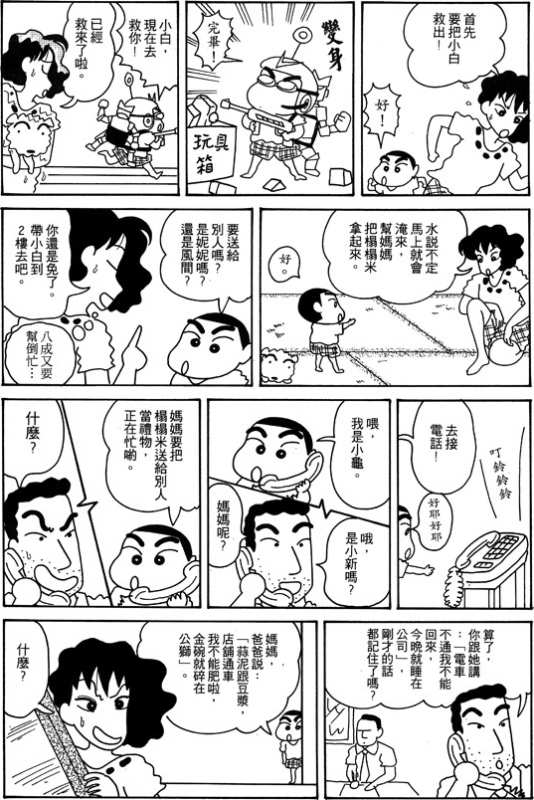 首先
要把小白
救出！
好！
變身
完畢！
玩具
箱
小白，
現在去
救你！
已經
救來了啦。
水説不定
馬上就會
淹來，
幫媽媽
把榻榻米
拿起來。
好。
要送給
別人嗎？
是妮妮嗎？
還是風間？
你還是免了。
帶小白到
2樓去吧。
八成又要
幫倒忙…
去接
電話！
叮鈴鈴鈴
好耶好耶
喂，
我是小龜。
哦，
是小新嗎？
媽媽呢？
媽媽要把
榻榻米送給別人
當禮物，
正在忙喲。
什麼？
算了，
你跟她講
：「電車
不通我不能
回來，
今晚就睡在
公司」，
剛才的話
都記住了嗎？
媽媽，
爸爸説：
「蒜泥跟豆漿，
店舖通車
我不能肥啦，
金碗就碎在
公獅」。
什麼？